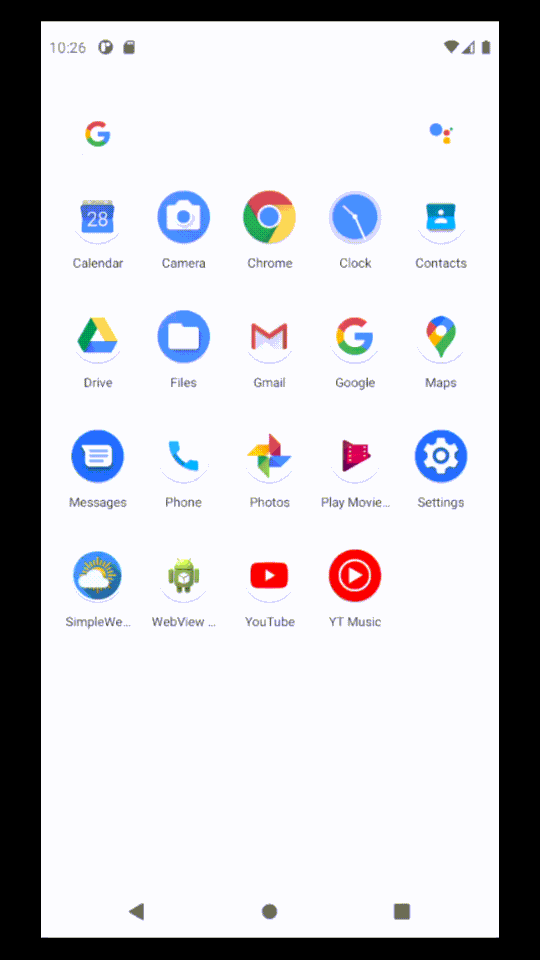 10:26
28
Calendar Camera Chrome Clock Contacts
Drive Files Gmail Google Maps
Messages Phone Photos Play Movie... Settings
SimpleWe... WebView ... YouTube YT Music